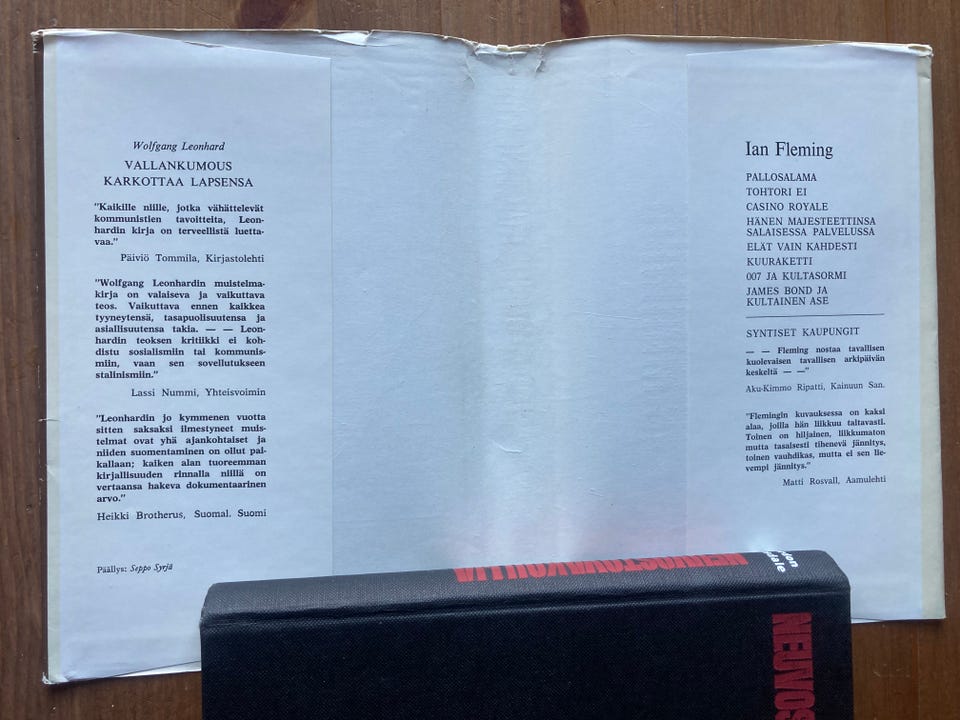 Wolfgang Leonhard
VALLANKUMOUS
KARKOTTAA LAPSENSA
"Kaikille niille, jotka vähättelevät
kommunistien tavoitteita, Leon-
hardin kirja on terveellistä luetta-
vaa."
Päiviö Tommila, Kirjastolehti
"Wolfgang Leonhardin muistelma-
kirja on valaiseva ja vaikuttava
teos. Vaikuttava ennen kaikkea
tyyneytensä, tasapuolisuutensa ja
asiallisuutensa takia. — — Leon-
hardin teoksen kritiikki ei koh-
distu sosialismiin tai kommunis-
miin, vaan sen sovellutukseen
stalinismiin."
Lassi Nummi, Yhteisvoimin
"Leonhardin jo kymmenen vuotta
sitten saksaksi ilmestyneet muis-
telmat ovat yhä ajankohtaiset ja
niiden suomentaminen on ollut pai-
kallaan; kaiken alan tuoreemman
kirjallisuuden rinnalla niillä on
vertaansa hakeva dokumentaarinen
arvo."
Heikki Brotherus, Suomal. Suomi
Päällys: Seppo Syrjä
Ian Fleming
PALLOSALAMA
TOHTORI EI
CASINO ROYALE
HÄNEN MAJESTEETTINSA
SALAISESSA PALVELUSSA
ELÄT VAIN KAHDESTI
KUURAKETTI
007 JA KULTASORMI
JAMES BOND JA
KULTAINEN ASE
SYNTISET KAUPUNGIT
— — Fleming nostaa tavallisen
kuolevaisen tavallisen arkipäivän
keskeltä — —"
Aku-Kimmo Ripatti, Kainuun San.
"Flemingin kuvauksessa on kaksi
alaa, joilla hän liikkuu taitavasti.
Toinen on hiljainen, liikkumaton
mutta tasaisesti tihenevä jännitys,
toinen vauhdikas, mutta ei sen lie-
vempi jännitys."
Matti Rosvall, Aamulehti